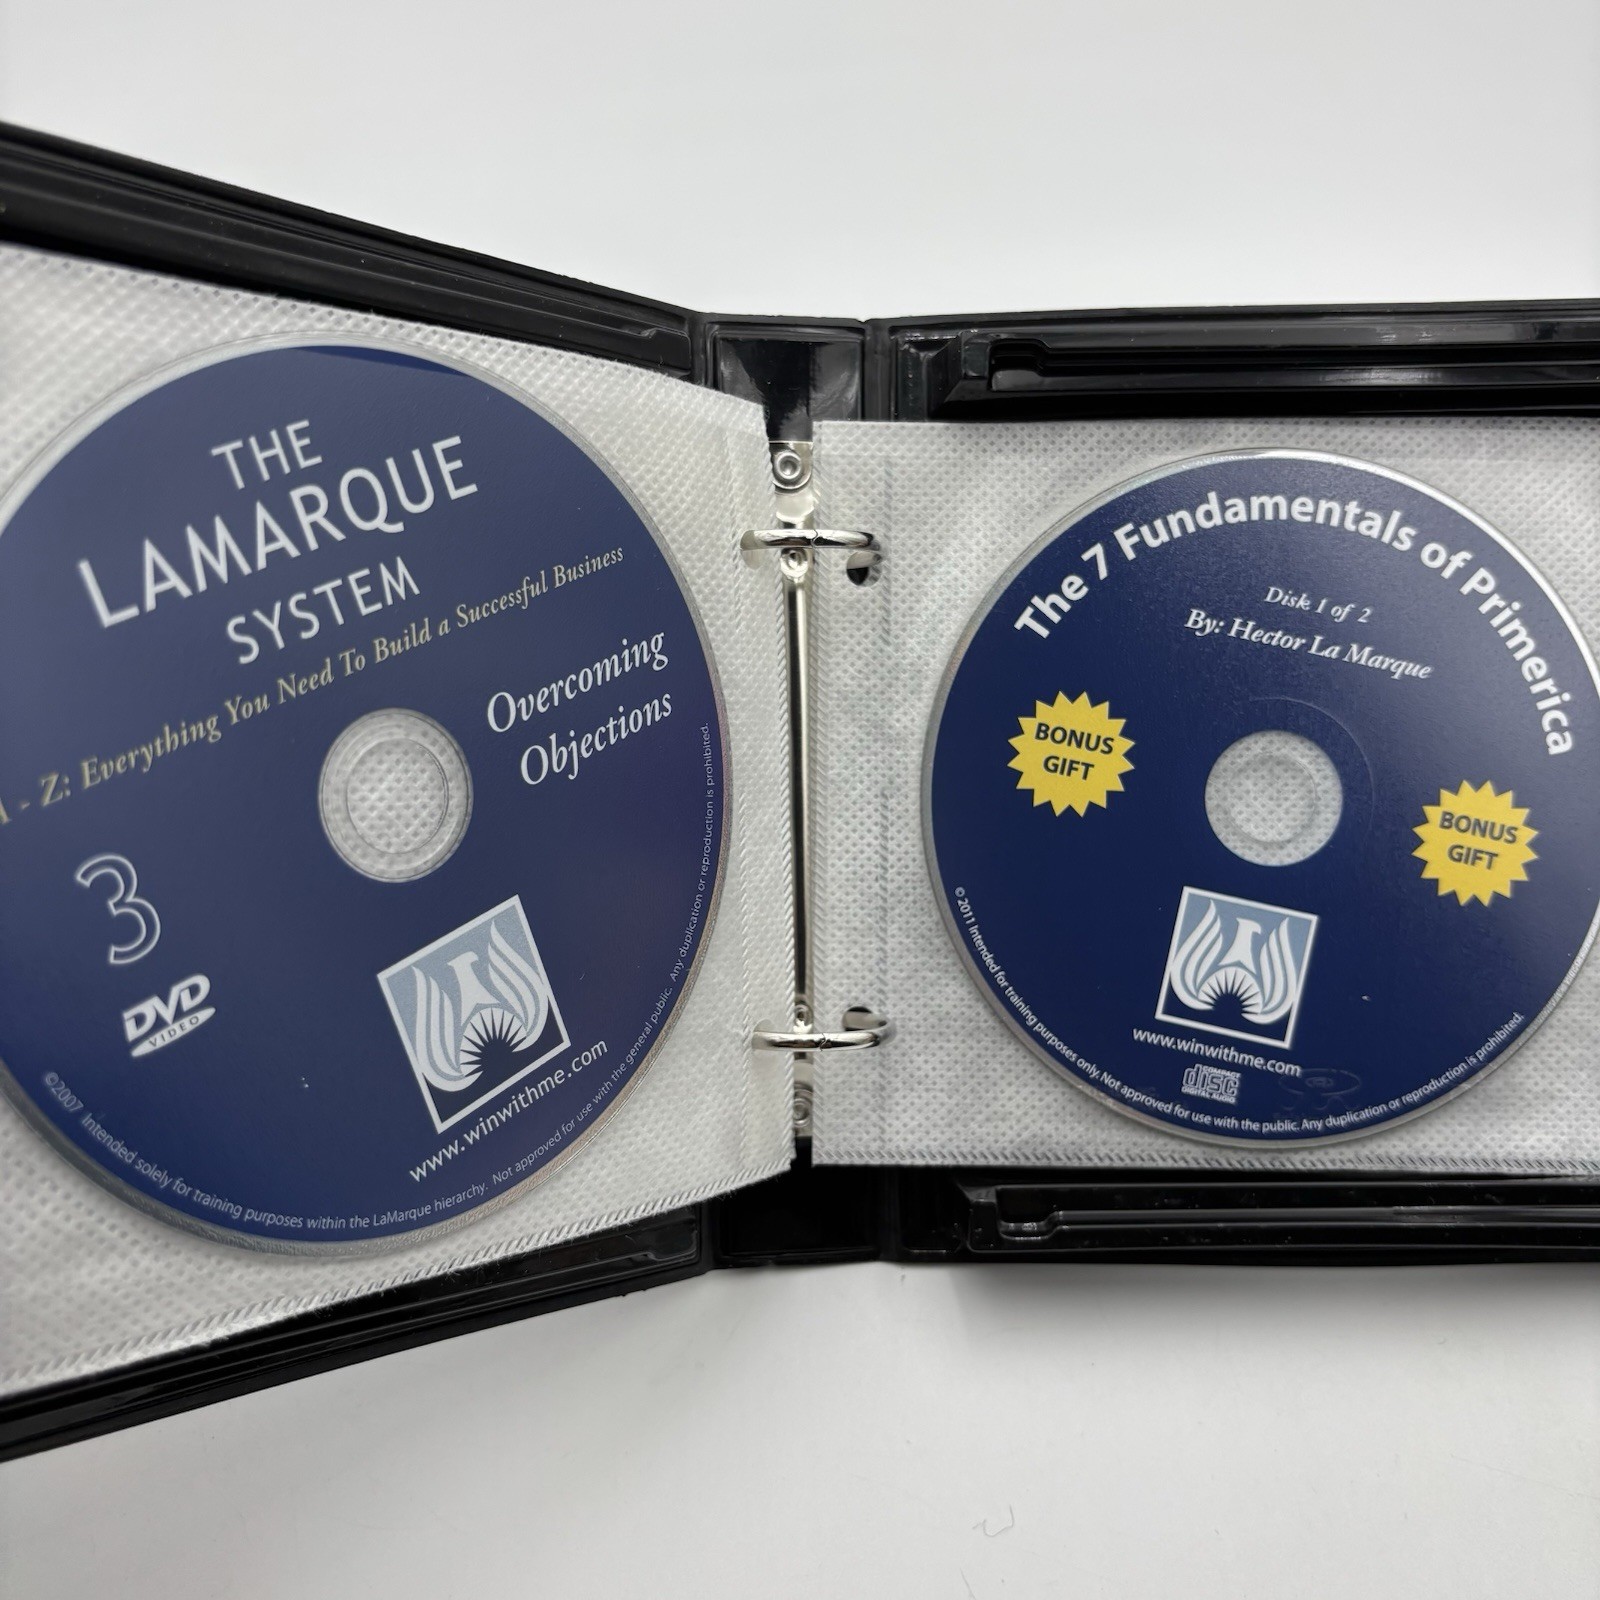 THE
LAMARQUE
SYSTEM
- Z: Everything You Need To Build a Successful Business
Overcoming
Objections
3
DVD
VIDEO
www.winwithme.com
©2007 Intended solely for training purposes within the LaMarque hierarchy. Not approved for use with the general public. Any duplication or reproduction is prohibited.
The 7 Fundamentals of Primerica
Disk 1 of 2
By: Hector La Marque
BONUS
GIFT
BONUS
GIFT
www.winwithme.com
COMPACT
disc
DIGITAL AUDIO
©2011 Intended for training purposes only. Not approved for use with the public. Any duplication or reproduction is prohibited.